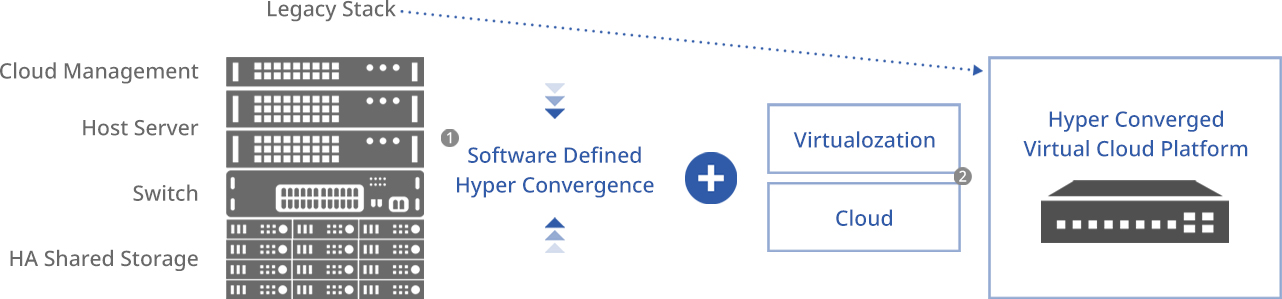 Legacy Stack
Cloud Management
Host Server
Switch
HA Shared Storage
1
Software Defined
Hyper Convergence
Virtualozation
2
Cloud
Hyper Converged
Virtual Cloud Platform